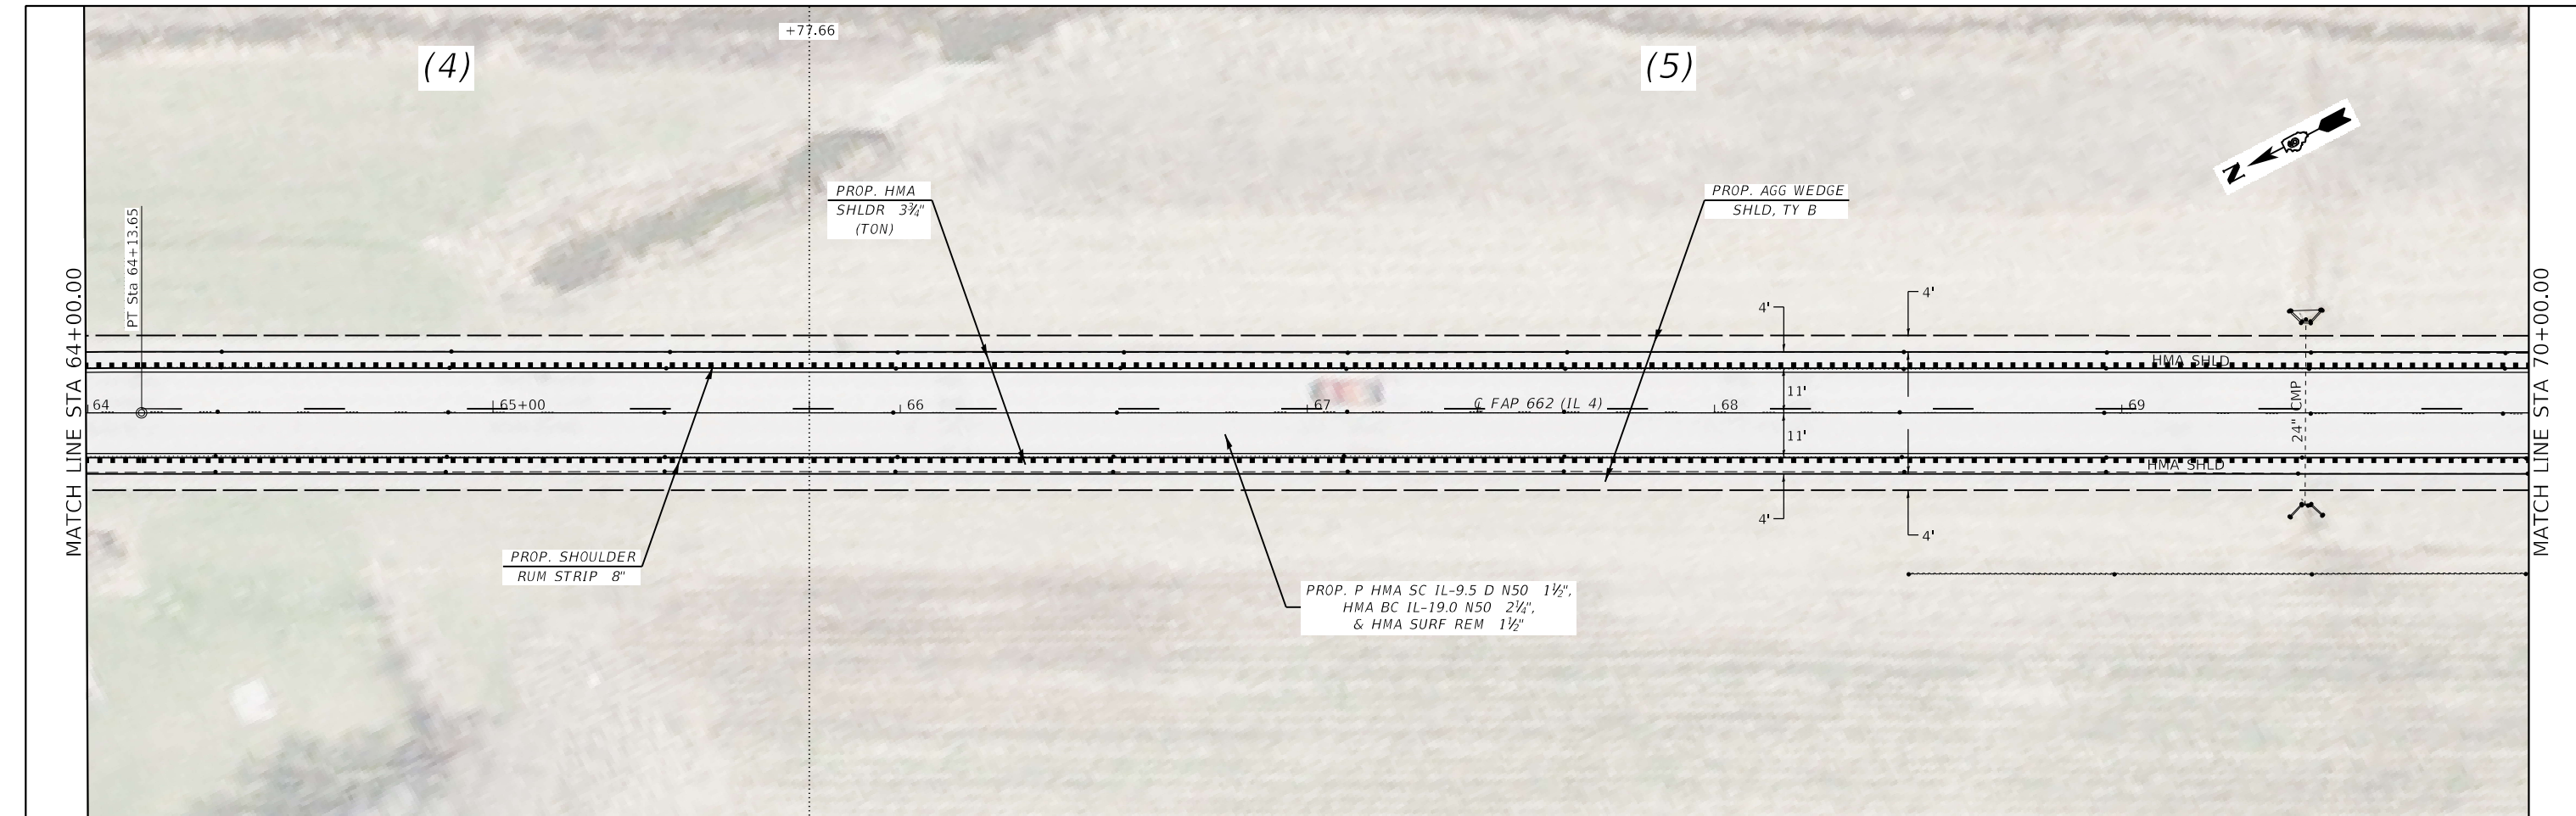 +77.66
(4)
(5)
N
PROP. HMA
SHLDR 3¾"
(TON)
PROP. AGG WEDGE
SHLD, TY B
PT Sta 64+13.65
MATCH LINE STA 64+00.00
MATCH LINE STA 70+00.00
4'
4'
HMA SHLD
11'
64
65+00
66
67
℄ FAP 662 (IL 4)
68
69
24" CMP
11'
HMA SHLD
4'
4'
PROP. SHOULDER
RUM STRIP 8"
PROP. P HMA SC IL-9.5 D N50 1½",
HMA BC IL-19.0 N50 2¼",
& HMA SURF REM 1½"